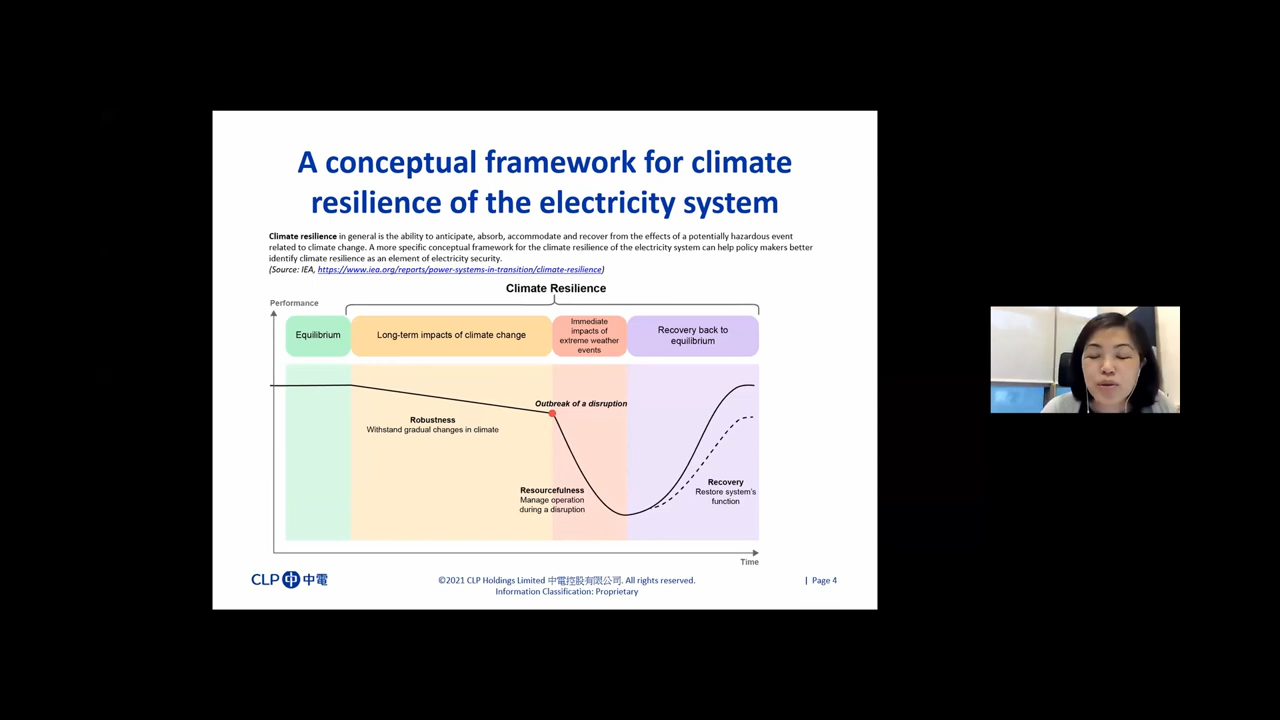 A conceptual framework for climate
resilience of the electricity system
Climate resilience in general is the ability to anticipate, absorb, accommodate and recover from the effects of a potentially hazardous event
related to climate change. A more specific conceptual framework for the climate resilience of the electricity system can help policy makers better
identify climate resilience as an element of electricity security.
(Source: IEA, https://www.iea.org/reports/power-systems-in-transition/climate-resilience)
Climate Resilience
Performance
Equilibrium
Long-term impacts of climate change
Immediate
impacts of
extreme weather
events
Recovery back to
equilibrium
Outbreak of a disruption
Robustness
Withstand gradual changes in climate
Resourcefulness
Manage operation
during a disruption
Recovery
Restore system's
function
Time
CLP 中電
©2021 CLP Holdings Limited 中電控股有限公司. All rights reserved.
Information Classification: Proprietary
| Page 4